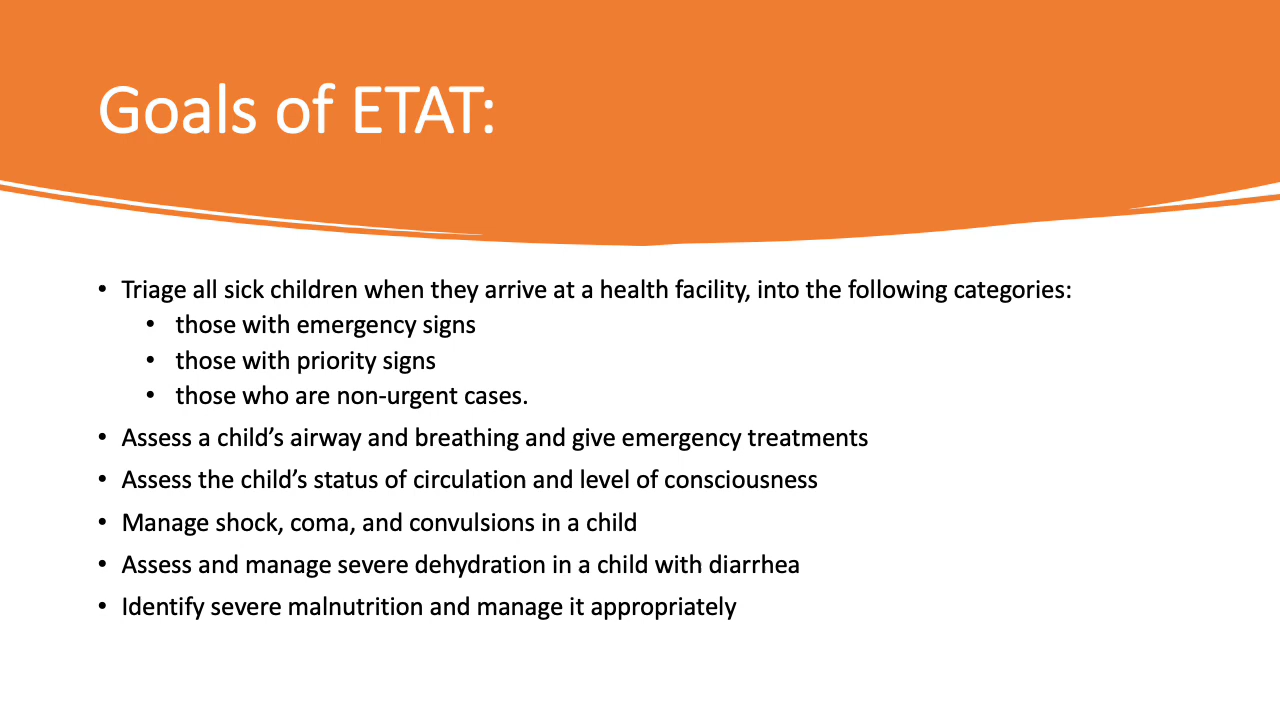 Goals of ETAT:
• Triage all sick children when they arrive at a health facility, into the following categories:
• those with emergency signs
• those with priority signs
• those who are non-urgent cases.
• Assess a child’s airway and breathing and give emergency treatments
• Assess the child’s status of circulation and level of consciousness
• Manage shock, coma, and convulsions in a child
• Assess and manage severe dehydration in a child with diarrhea
• Identify severe malnutrition and manage it appropriately